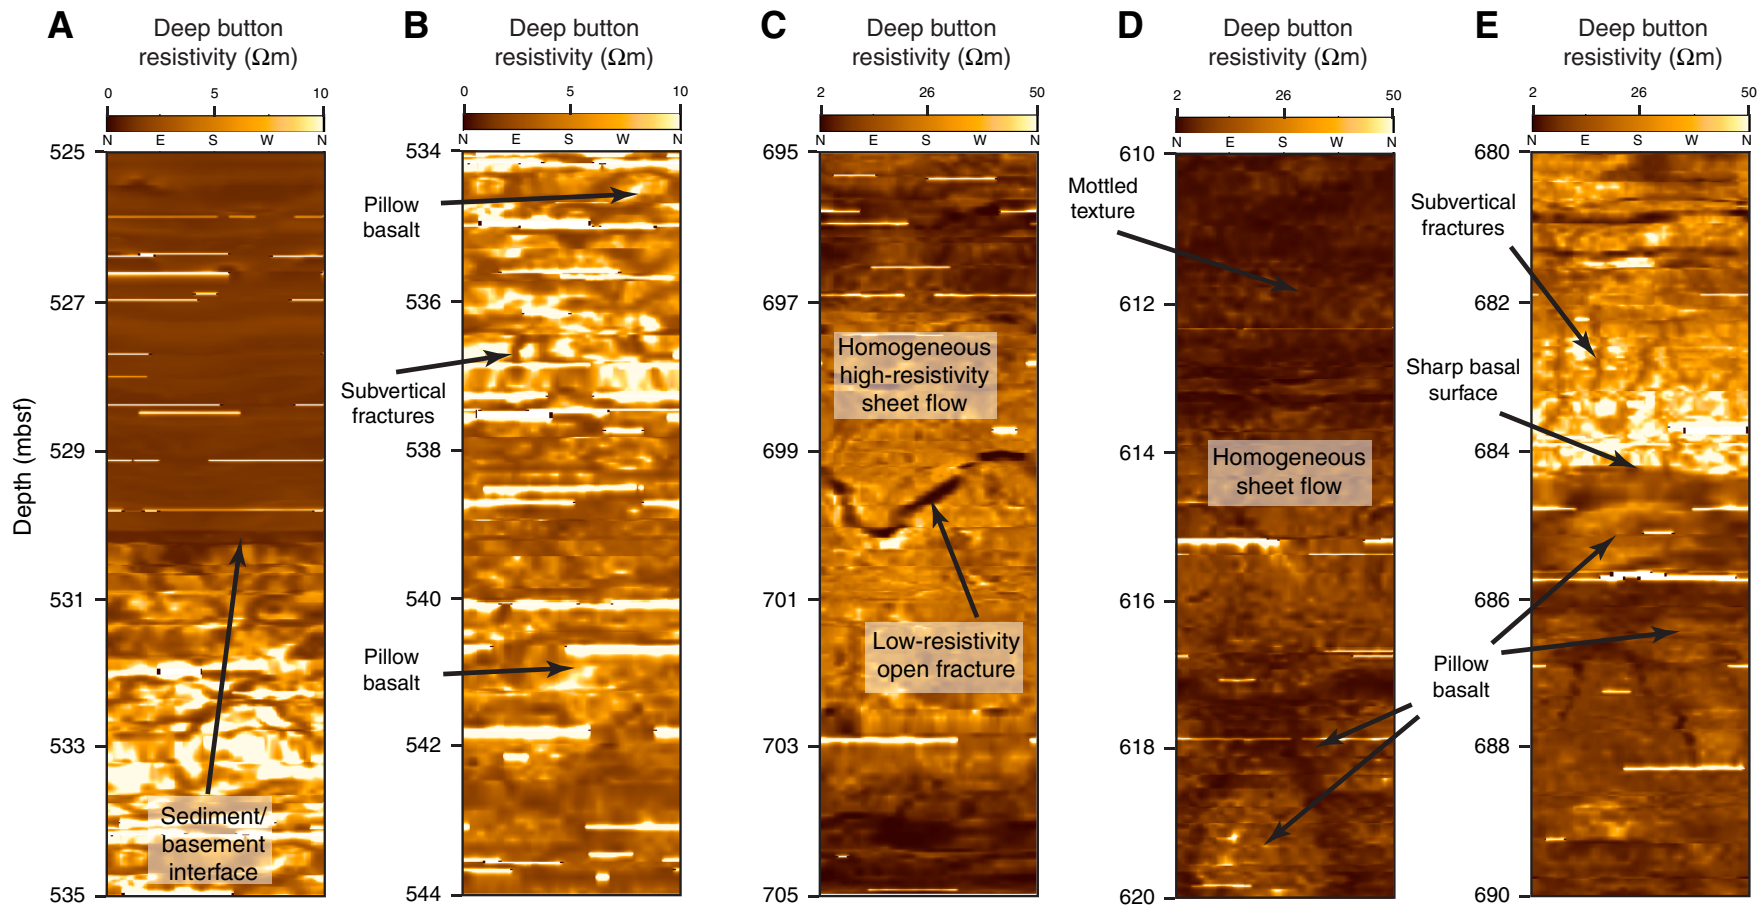 A
Deep button
resistivity (Ωm)
0 5 10
N E S W N
525
527
529
531
533
535
Depth (mbsf)
Sediment/
basement
interface
B
Deep button
resistivity (Ωm)
0 5 10
N E S W N
534
536
538
540
542
544
Pillow
basalt
Subvertical
fractures
Pillow
basalt
C
Deep button
resistivity (Ωm)
2 26 50
N E S W N
695
697
699
701
703
705
Homogeneous
high-resistivity
sheet flow
Low-resistivity
open fracture
D
Deep button
resistivity (Ωm)
2 26 50
N E S W N
610
612
614
616
618
620
Mottled
texture
Homogeneous
sheet flow
E
Deep button
resistivity (Ωm)
2 26 50
N E S W N
680
682
684
686
688
690
Subvertical
fractures
Sharp basal
surface
Pillow
basalt